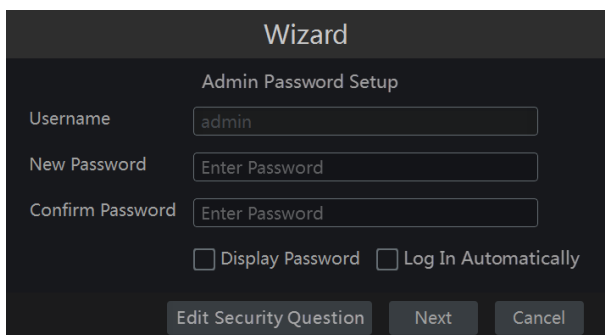 Wizard
Admin Password Setup
Username admin
New Password Enter Password
Confirm Password Enter Password
Display Password Log In Automatically
Edit Security Question Next Cancel